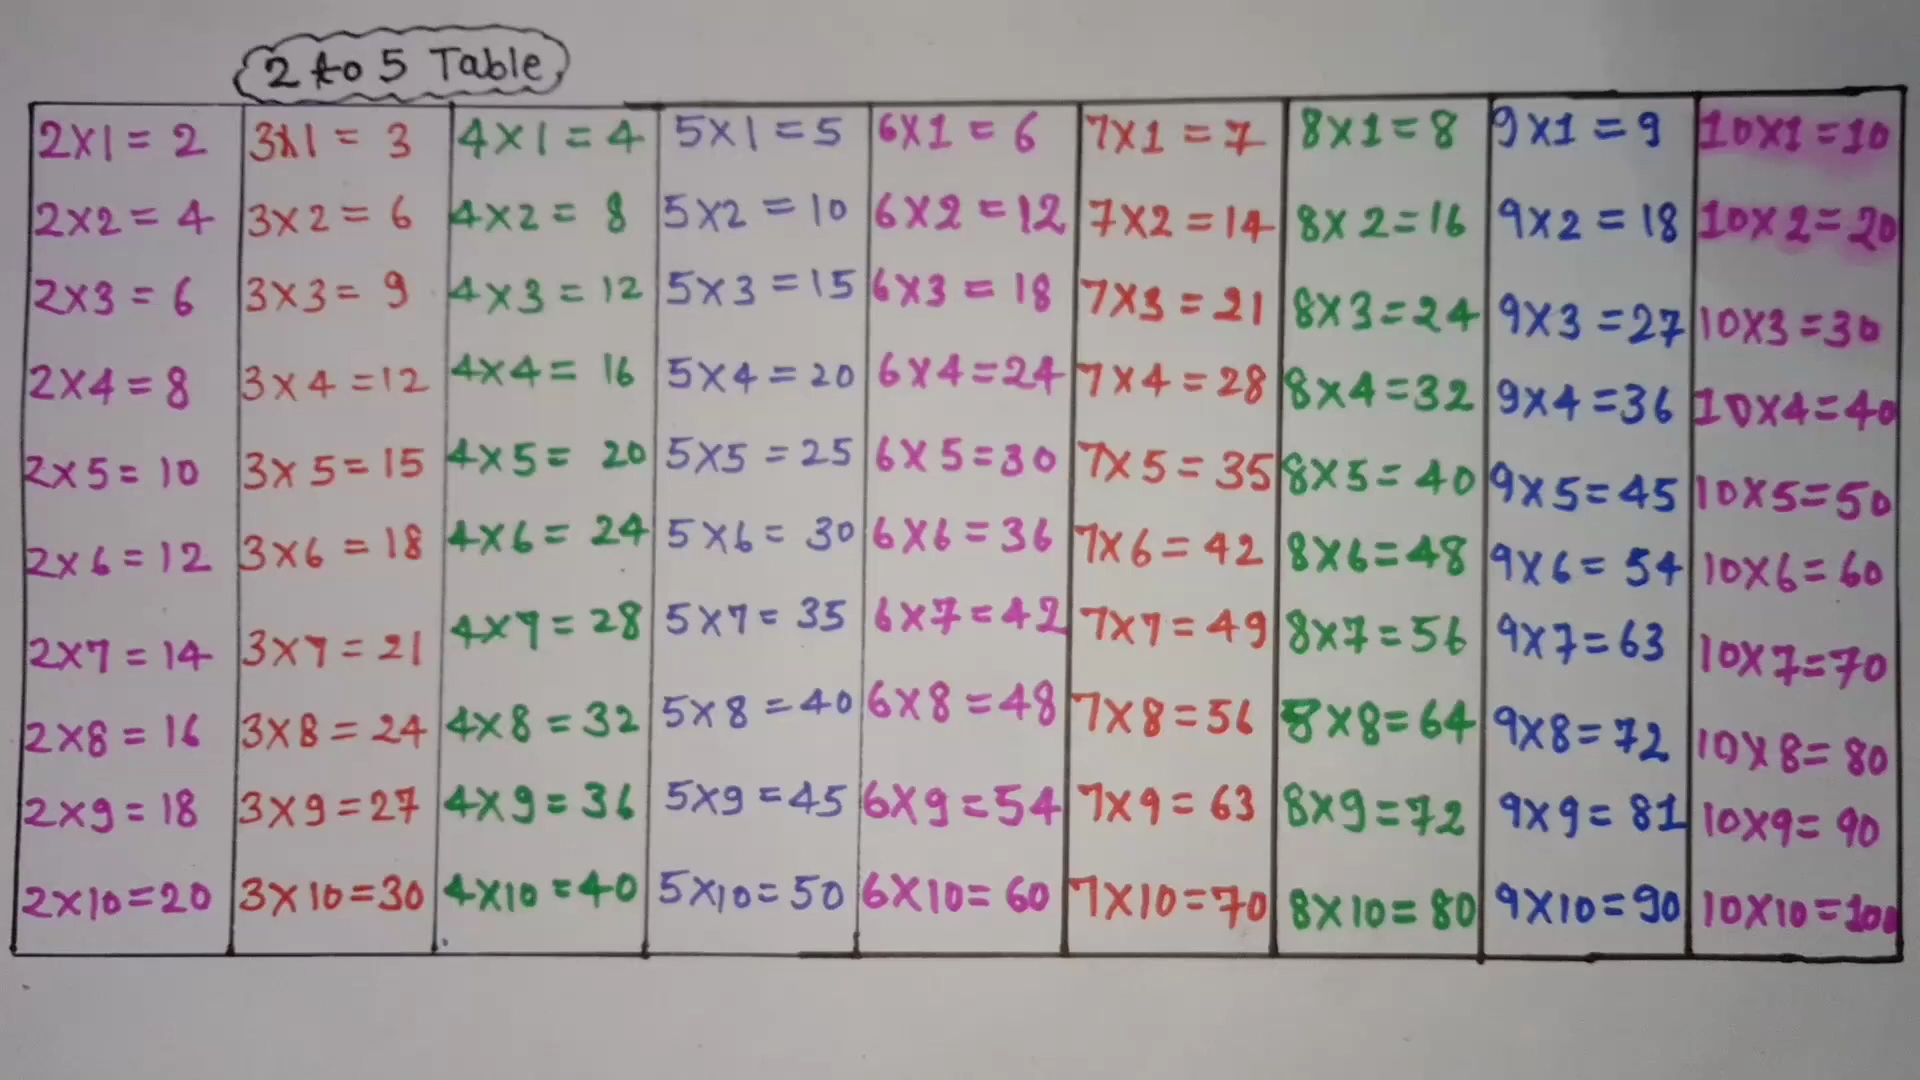 2 to 5 Table
2x1 = 2 3x1 = 3 4x1 = 4 5x1 = 5 6x1 = 6 7x1 = 7 8x1 = 8 9x1 = 9 10x1 = 10
2x2 = 4 3x2 = 6 4x2 = 8 5x2 = 10 6x2 = 12 7x2 = 14 8x2 = 16 9x2 = 18 10x2 = 20
2x3 = 6 3x3 = 9 4x3 = 12 5x3 = 15 6x3 = 18 7x3 = 21 8x3 = 24 9x3 = 27 10x3 = 30
2x4 = 8 3x4 = 12 4x4 = 16 5x4 = 20 6x4 = 24 7x4 = 28 8x4 = 32 9x4 = 36 10x4 = 40
2x5 = 10 3x5 = 15 4x5 = 20 5x5 = 25 6x5 = 30 7x5 = 35 8x5 = 40 9x5 = 45 10x5 = 50
2x6 = 12 3x6 = 18 4x6 = 24 5x6 = 30 6x6 = 36 7x6 = 42 8x6 = 48 9x6 = 54 10x6 = 60
2x7 = 14 3x7 = 21 4x7 = 28 5x7 = 35 6x7 = 42 7x7 = 49 8x7 = 56 9x7 = 63 10x7 = 70
2x8 = 16 3x8 = 24 4x8 = 32 5x8 = 40 6x8 = 48 7x8 = 56 8x8 = 64 9x8 = 72 10x8 = 80
2x9 = 18 3x9 = 27 4x9 = 36 5x9 = 45 6x9 = 54 7x9 = 63 8x9 = 72 9x9 = 81 10x9 = 90
2x10 = 20 3x10 = 30 4x10 = 40 5x10 = 50 6x10 = 60 7x10 = 70 8x10 = 80 9x10 = 90 10x10 = 100